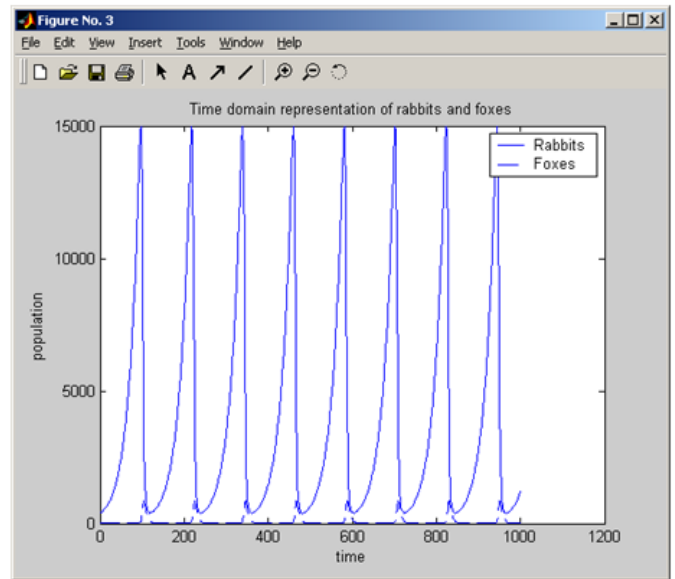 Figure No. 3
File Edit View Insert Tools Window Help
A
Time domain representation of rabbits and foxes
15000
Rabbits
Foxes
10000
population
5000
0
0 200 400 600 800 1000 1200
time